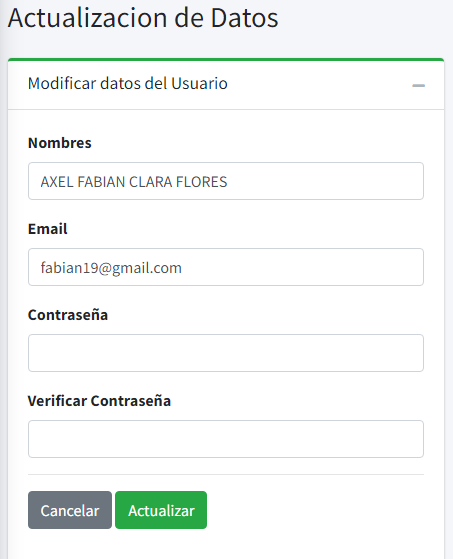 Actualizacion de Datos
Modificar datos del Usuario
Nombres
AXEL FABIAN CLARA FLORES
Email
fabian19@gmail.com
Contraseña
Verificar Contraseña
Cancelar Actualizar